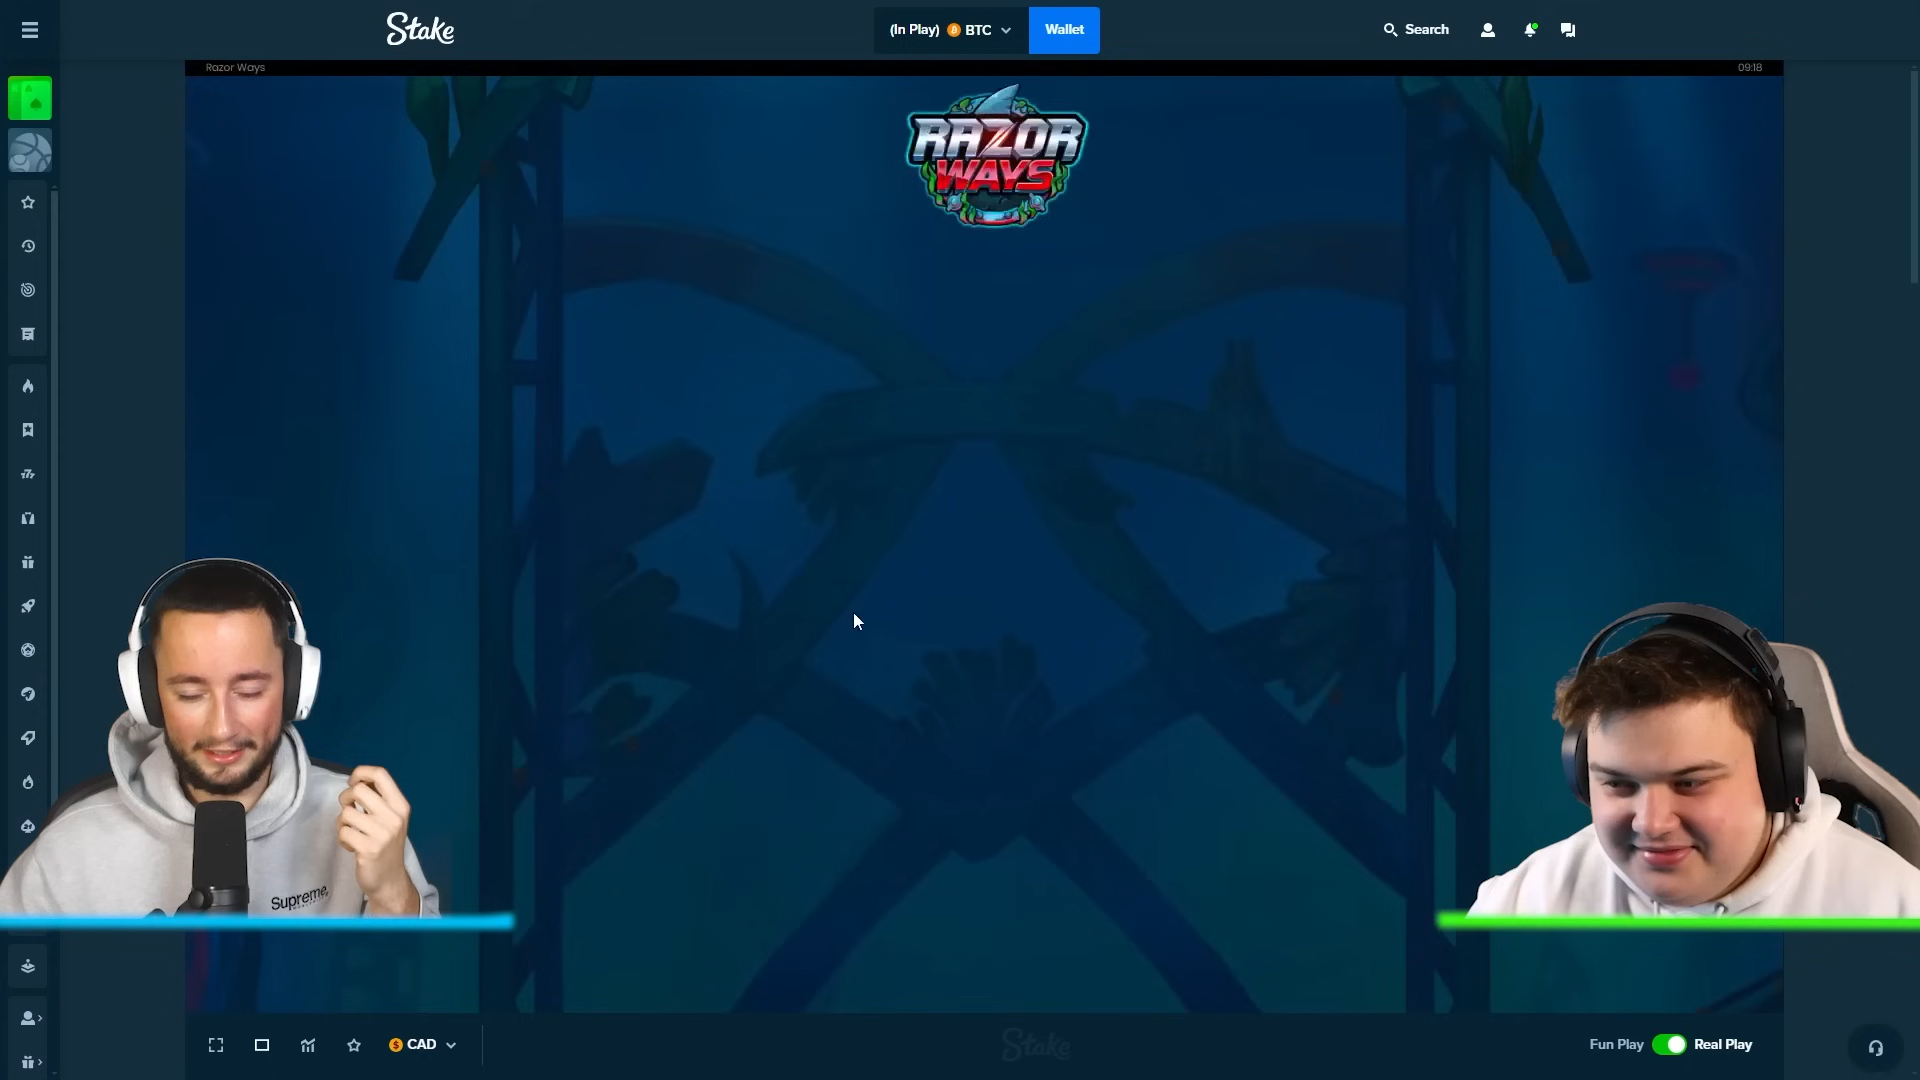 Stake
(In Play) BTC
Wallet
Search
Razor Ways
09:18
RAZOR
WAYS
Supreme
CAD
Stake
Fun Play
Real Play